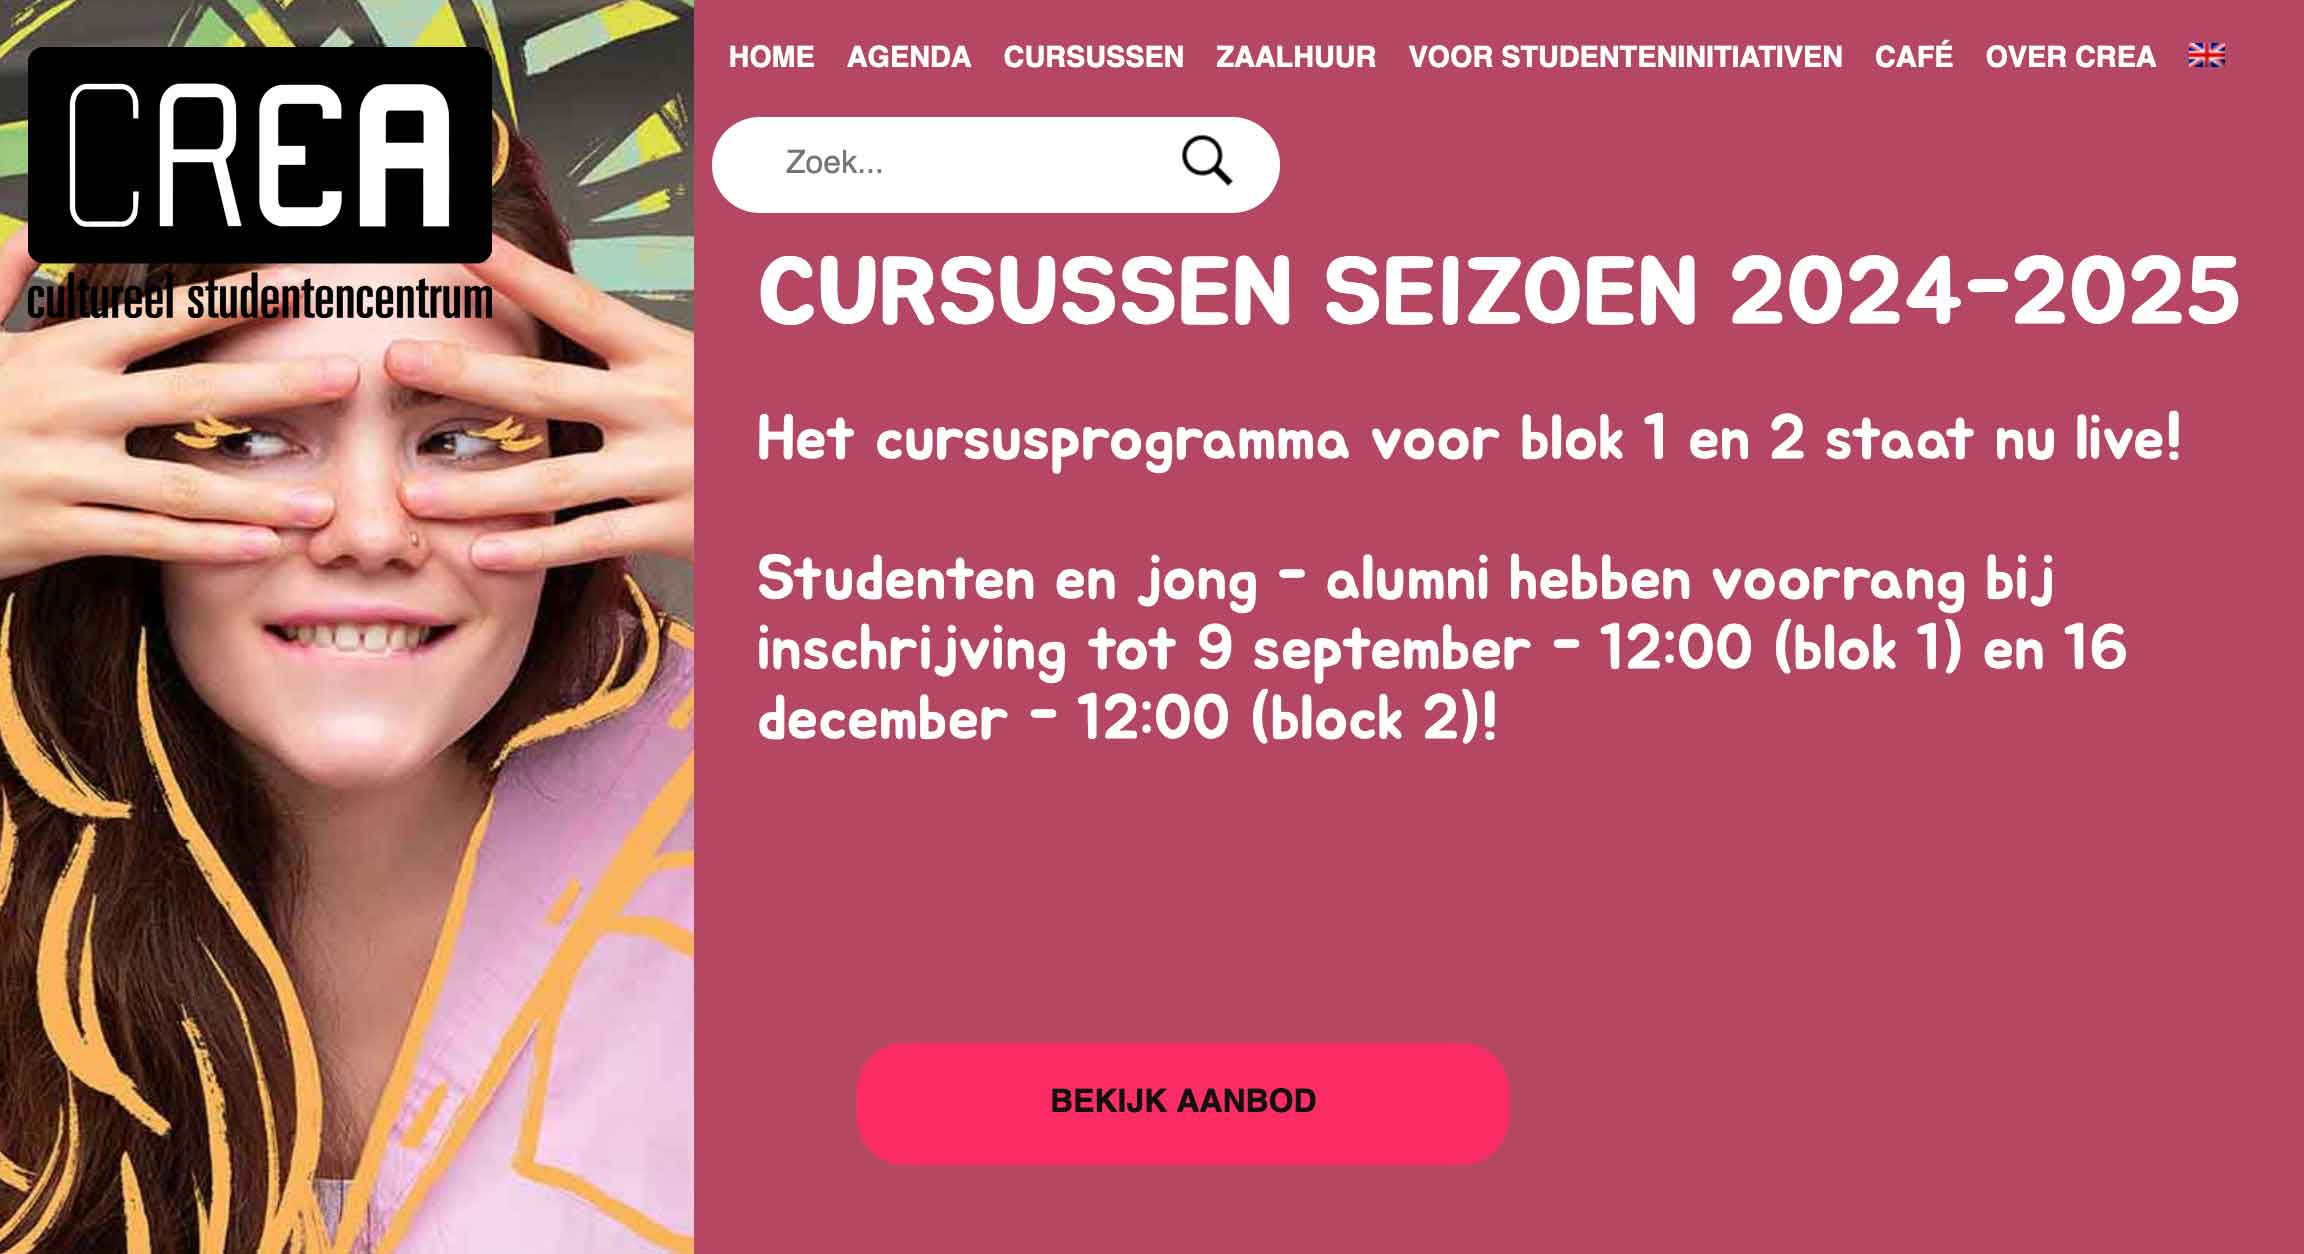 CREA
cultureel studentencentrum
HOME AGENDA CURSUSSEN ZAALHUUR VOOR STUDENTENINITIATIVEN CAFÉ OVER CREA
Zoek...
CURSUSSEN SEIZOEN 2024-2025
Het cursusprogramma voor blok 1 en 2 staat nu live!
Studenten en jong - alumni hebben voorrang bij
inschrijving tot 9 september - 12:00 (blok 1) en 16
december - 12:00 (block 2)!
BEKIJK AANBOD